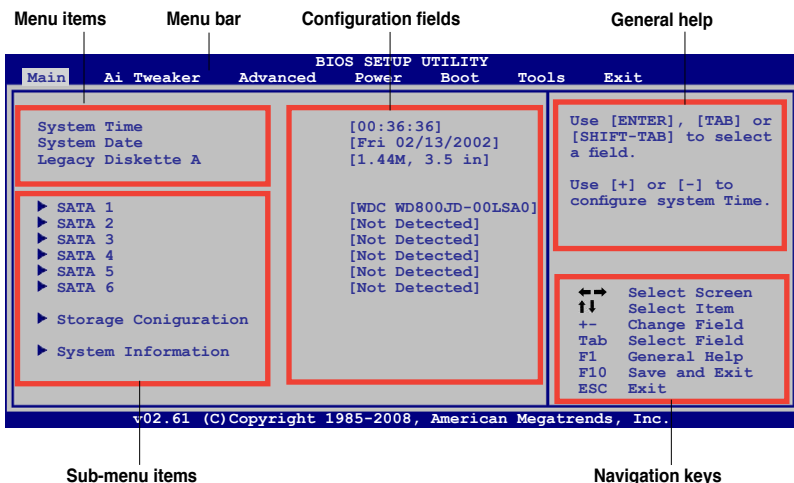 Menu items Menu bar Configuration fields General help
BIOS SETUP UTILITY
Main Ai Tweaker Advanced Power Boot Tools Exit
System Time [00:36:36]
System Date [Fri 02/13/2002]
Legacy Diskette A [1.44M, 3.5 in]
SATA 1 [WDC WD800JD-00LSA0]
SATA 2 [Not Detected]
SATA 3 [Not Detected]
SATA 4 [Not Detected]
SATA 5 [Not Detected]
SATA 6 [Not Detected]
Storage Coniguration
System Information
Use [ENTER], [TAB] or
[SHIFT-TAB] to select
a field.
Use [+] or [-] to
configure system Time.
←→ Select Screen
↑↓ Select Item
+- Change Field
Tab Select Field
F1 General Help
F10 Save and Exit
ESC Exit
v02.61 (C)Copyright 1985-2008, American Megatrends, Inc.
Sub-menu items Navigation keys